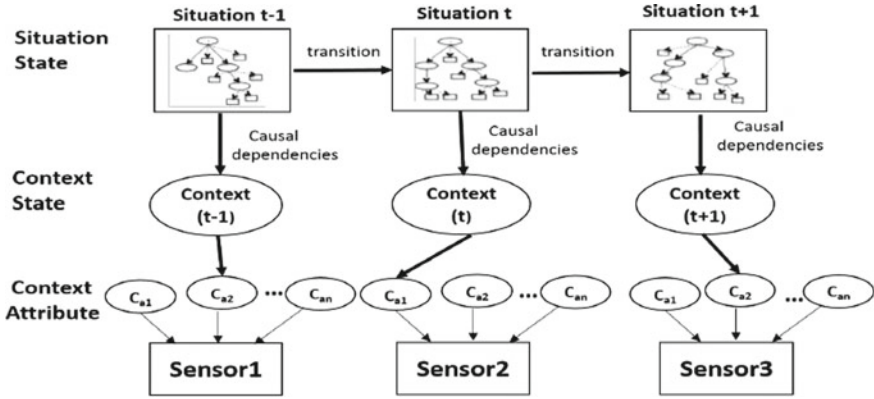 Situation t-1
Situation t
Situation t+1
Situation
State
transition
transition
Causal
dependencies
Causal
dependencies
Causal
dependencies
Context
State
Context
(t-1)
Context
(t)
Context
(t+1)
Context
Attribute
Ca1
Ca2
...
Can
Ca1
Ca2
...
Can
Ca1
Ca2
...
Can
Sensor1
Sensor2
Sensor3